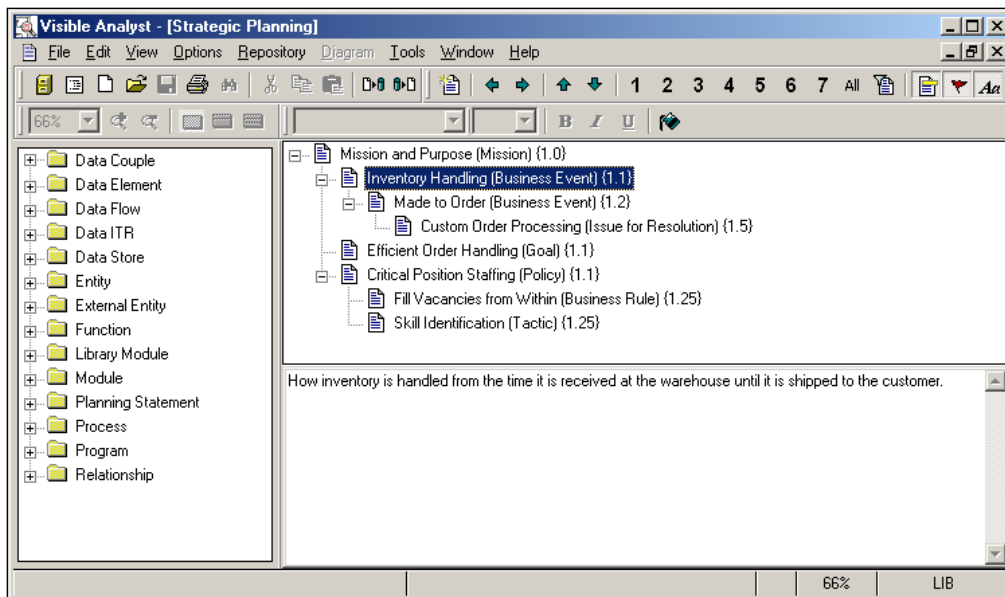 Visible Analyst - [Strategic Planning]
File Edit View Options Repository Diagram Tools Window Help
1 2 3 4 5 6 7 All Aa
66% B I U
Data Couple
Data Element
Data Flow
Data ITR
Data Store
Entity
External Entity
Function
Library Module
Module
Planning Statement
Process
Program
Relationship
Mission and Purpose (Mission) {1.0}
Inventory Handling (Business Event) {1.1}
Made to Order (Business Event) {1.2}
Custom Order Processing (Issue for Resolution) {1.5}
Efficient Order Handling (Goal) {1.1}
Critical Position Staffing (Policy) {1.1}
Fill Vacancies from Within (Business Rule) {1.25}
Skill Identification (Tactic) {1.25}
How inventory is handled from the time it is received at the warehouse until it is shipped to the customer.
66% LIB